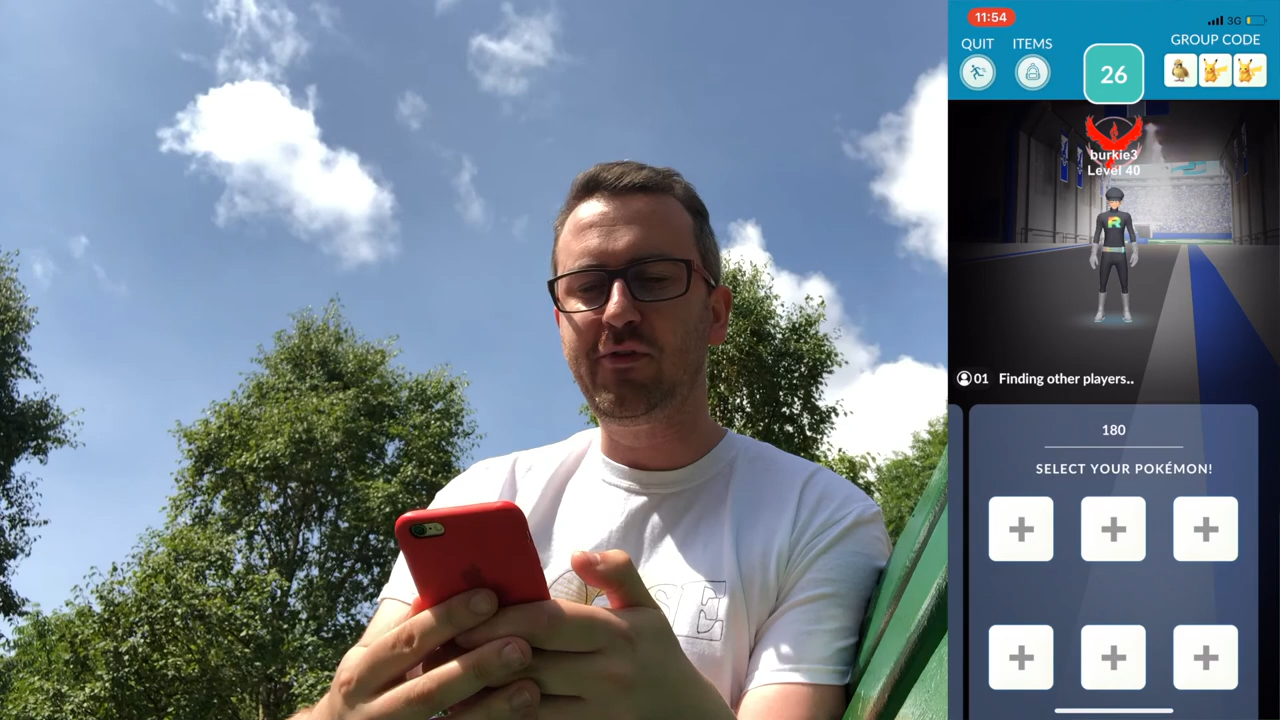 11:54
3G
QUIT
ITEMS
26
GROUP CODE
burkie3
Level 40
R
01 Finding other players..
180
SELECT YOUR POKÉMON!
SE